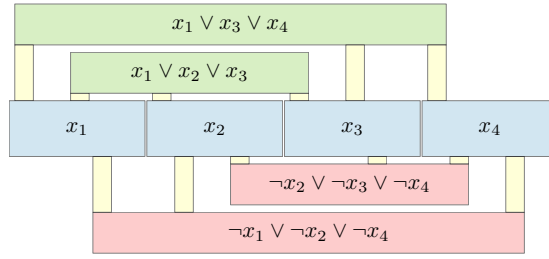 x₁ ∨ x₃ ∨ x₄
x₁ ∨ x₂ ∨ x₃
x₁ x₂ x₃ x₄
¬x₂ ∨ ¬x₃ ∨ ¬x₄
¬x₁ ∨ ¬x₂ ∨ ¬x₄